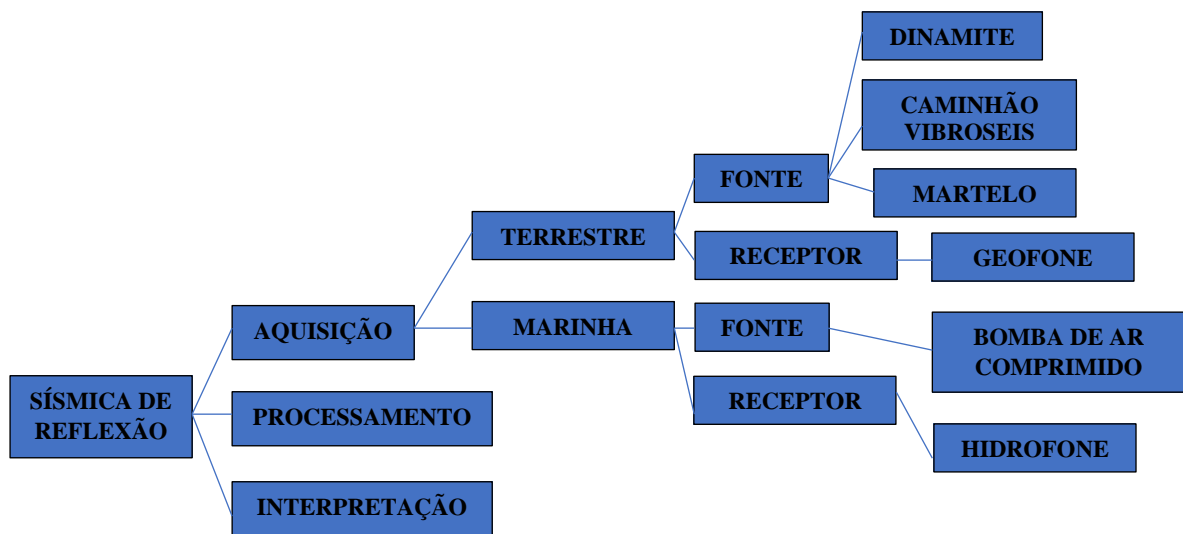 DINAMITE
CAMINHÃO
VIBROSEIS
FONTE
MARTELO
TERRESTRE
RECEPTOR
GEOFONE
AQUISIÇÃO
MARINHA
FONTE
BOMBA DE AR
COMPRIMIDO
SÍSMICA DE
REFLEXÃO
PROCESSAMENTO
RECEPTOR
HIDROFONE
INTERPRETAÇÃO